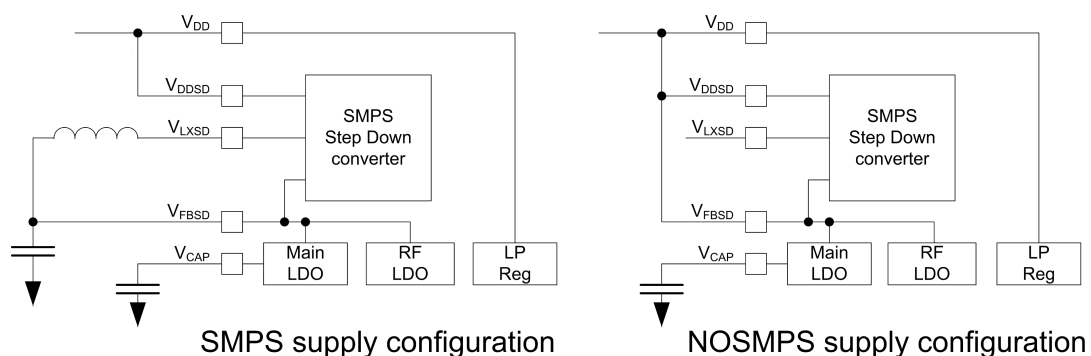 VDD
VDDSD
VLXSD
SMPS
Step Down
converter
VFBSD
VCAP
Main
LDO
RF
LDO
LP
Reg
SMPS supply configuration
VDD
VDDSD
VLXSD
SMPS
Step Down
converter
VFBSD
VCAP
Main
LDO
RF
LDO
LP
Reg
NOSMPS supply configuration